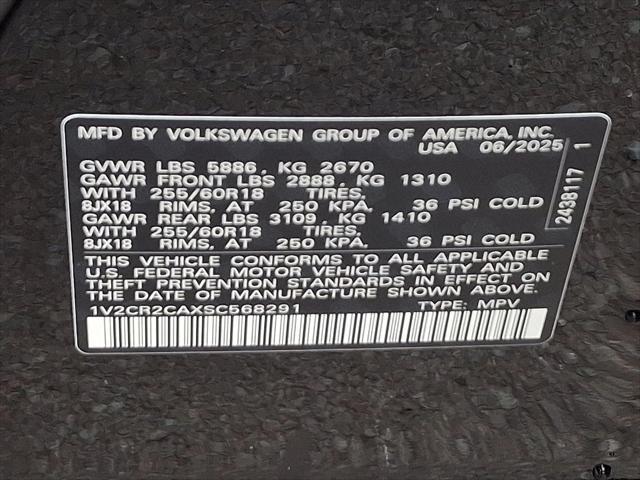 MFD BY VOLKSWAGEN GROUP OF AMERICA, INC.
USA 06/2025
GVWR LBS 5886, KG 2670
GAWR FRONT LBS 2888, KG 1310
WITH 255/60R18 TIRES,
8JX18 RIMS, AT 250 KPA, 36 PSI COLD
GAWR REAR LBS 3109, KG 1410
WITH 255/60R18 TIRES,
8JX18 RIMS, AT 250 KPA, 36 PSI COLD
THIS VEHICLE CONFORMS TO ALL APPLICABLE
U.S. FEDERAL MOTOR VEHICLE SAFETY AND
THEFT PREVENTION STANDARDS IN EFFECT ON
THE DATE OF MANUFACTURE SHOWN ABOVE.
1V2CR2CAXSC568291 TYPE: MPV
2438117 1